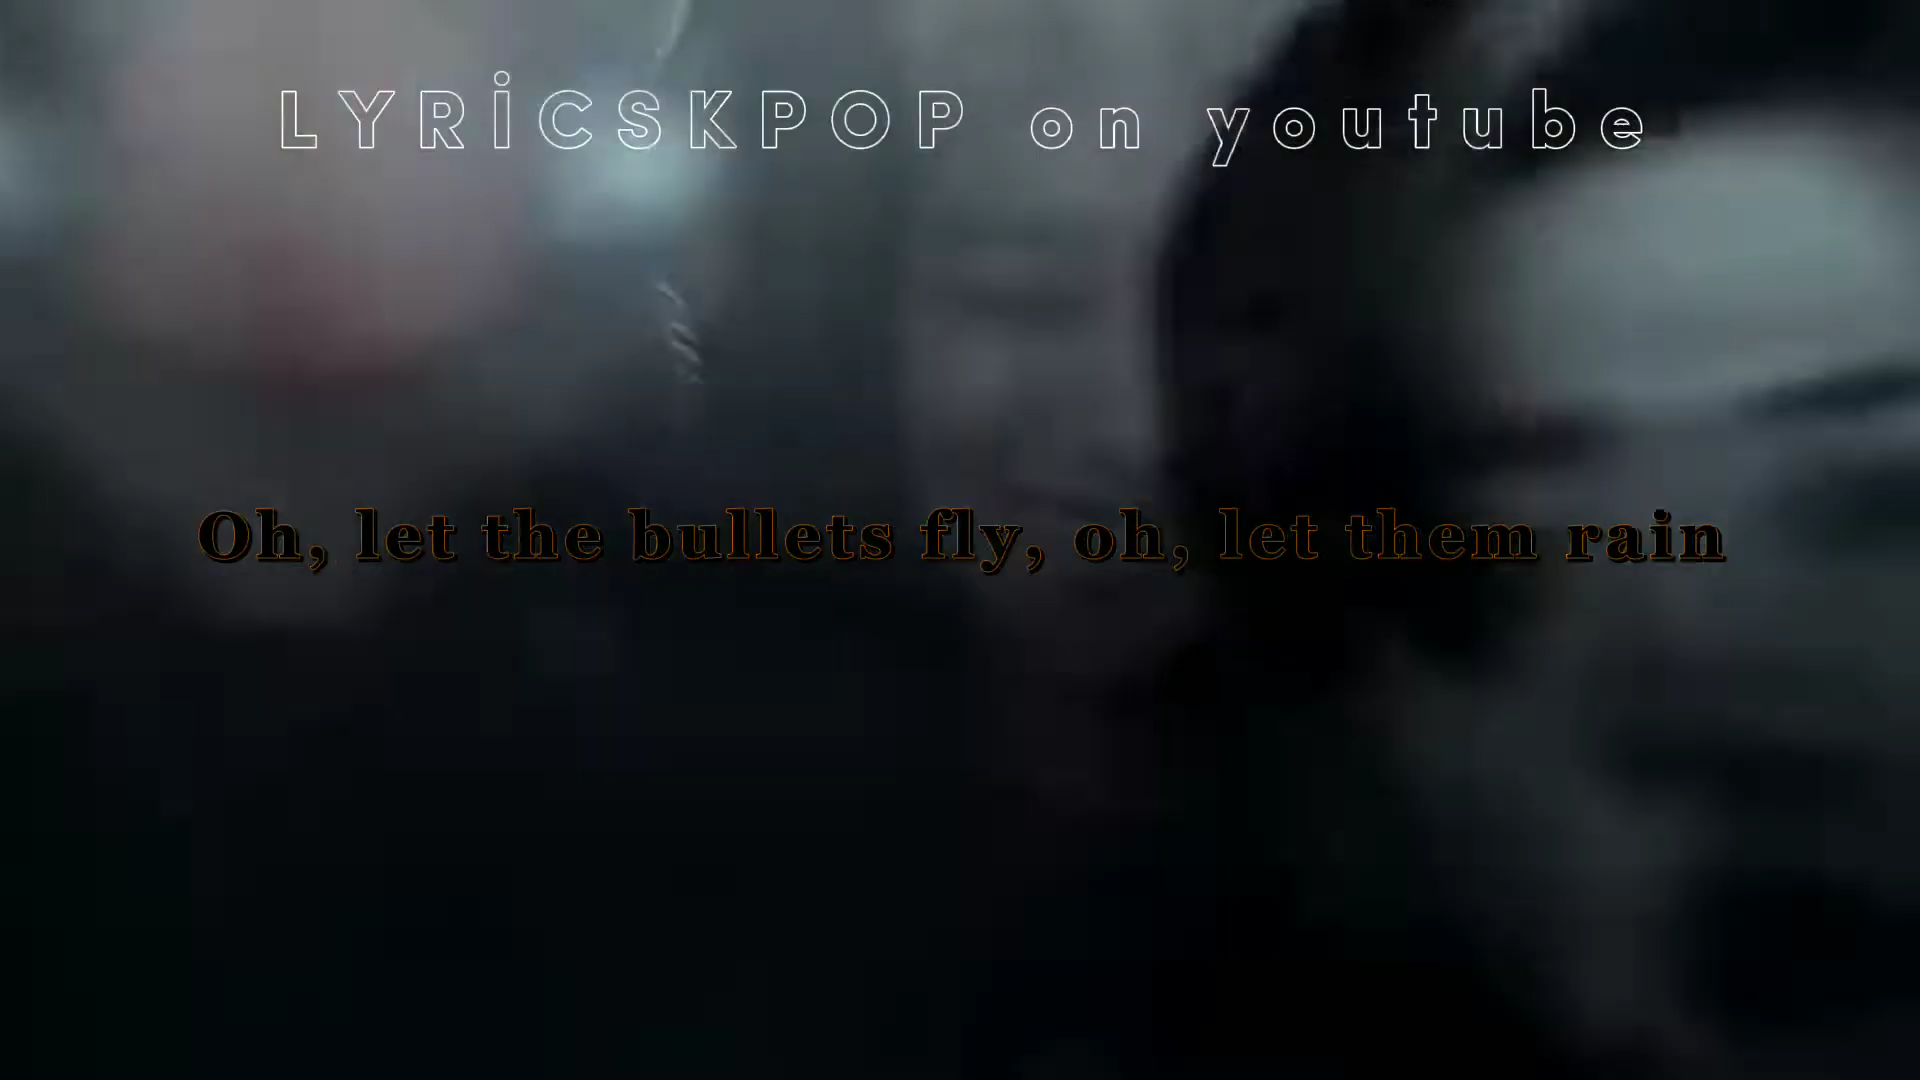 LYRİCSKPOP on youtube
Oh, let the bullets fly, oh, let them rain